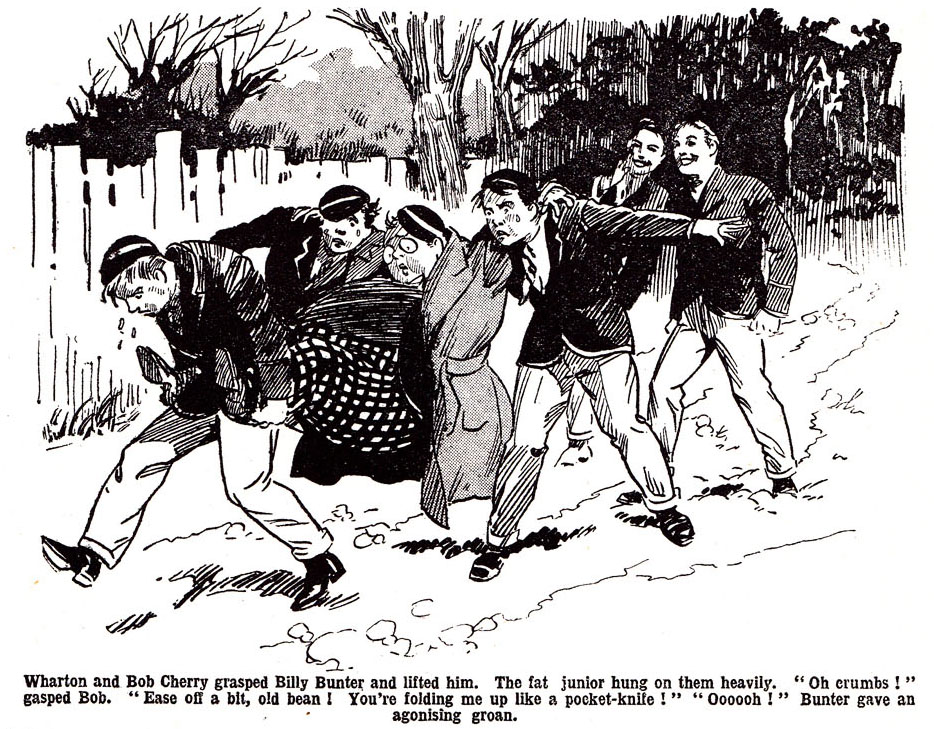 Wharton and Bob Cherry grasped Billy Bunter and lifted him. The fat junior hung on them heavily. "Oh crumbs!"
gasped Bob. "Ease off a bit, old bean! You're folding me up like a pocket-knife!" "Oooooh!" Bunter gave an
agonising groan.